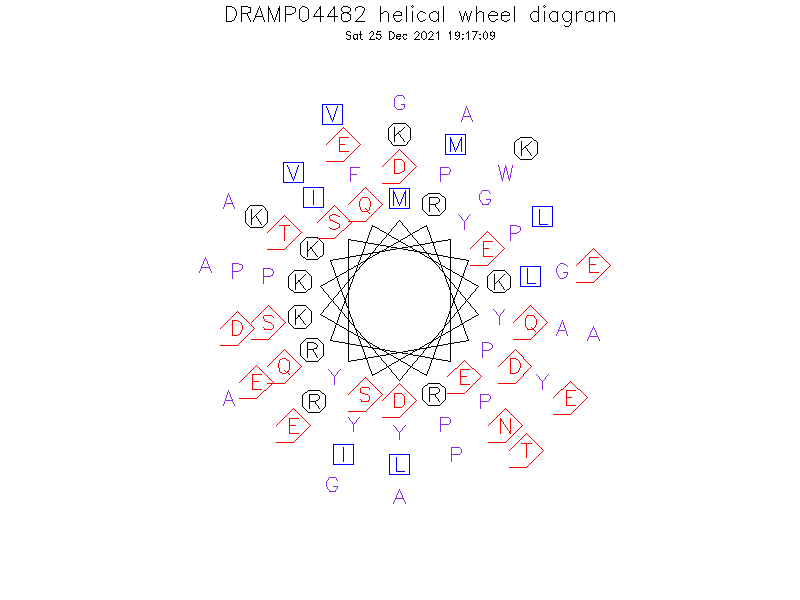 DRAMP04482 helical wheel diagram
Sat 25 Dec 2021 19:17:09
G
V A
K
E M K
D
V F P W
A I Q M R G
K S Y L
T P
K E
A P P K K L G E
D S K Y Q A A
R P
Q D
E Y E Y
A R S D R P E
E Y Y P N
I L P T
G
A